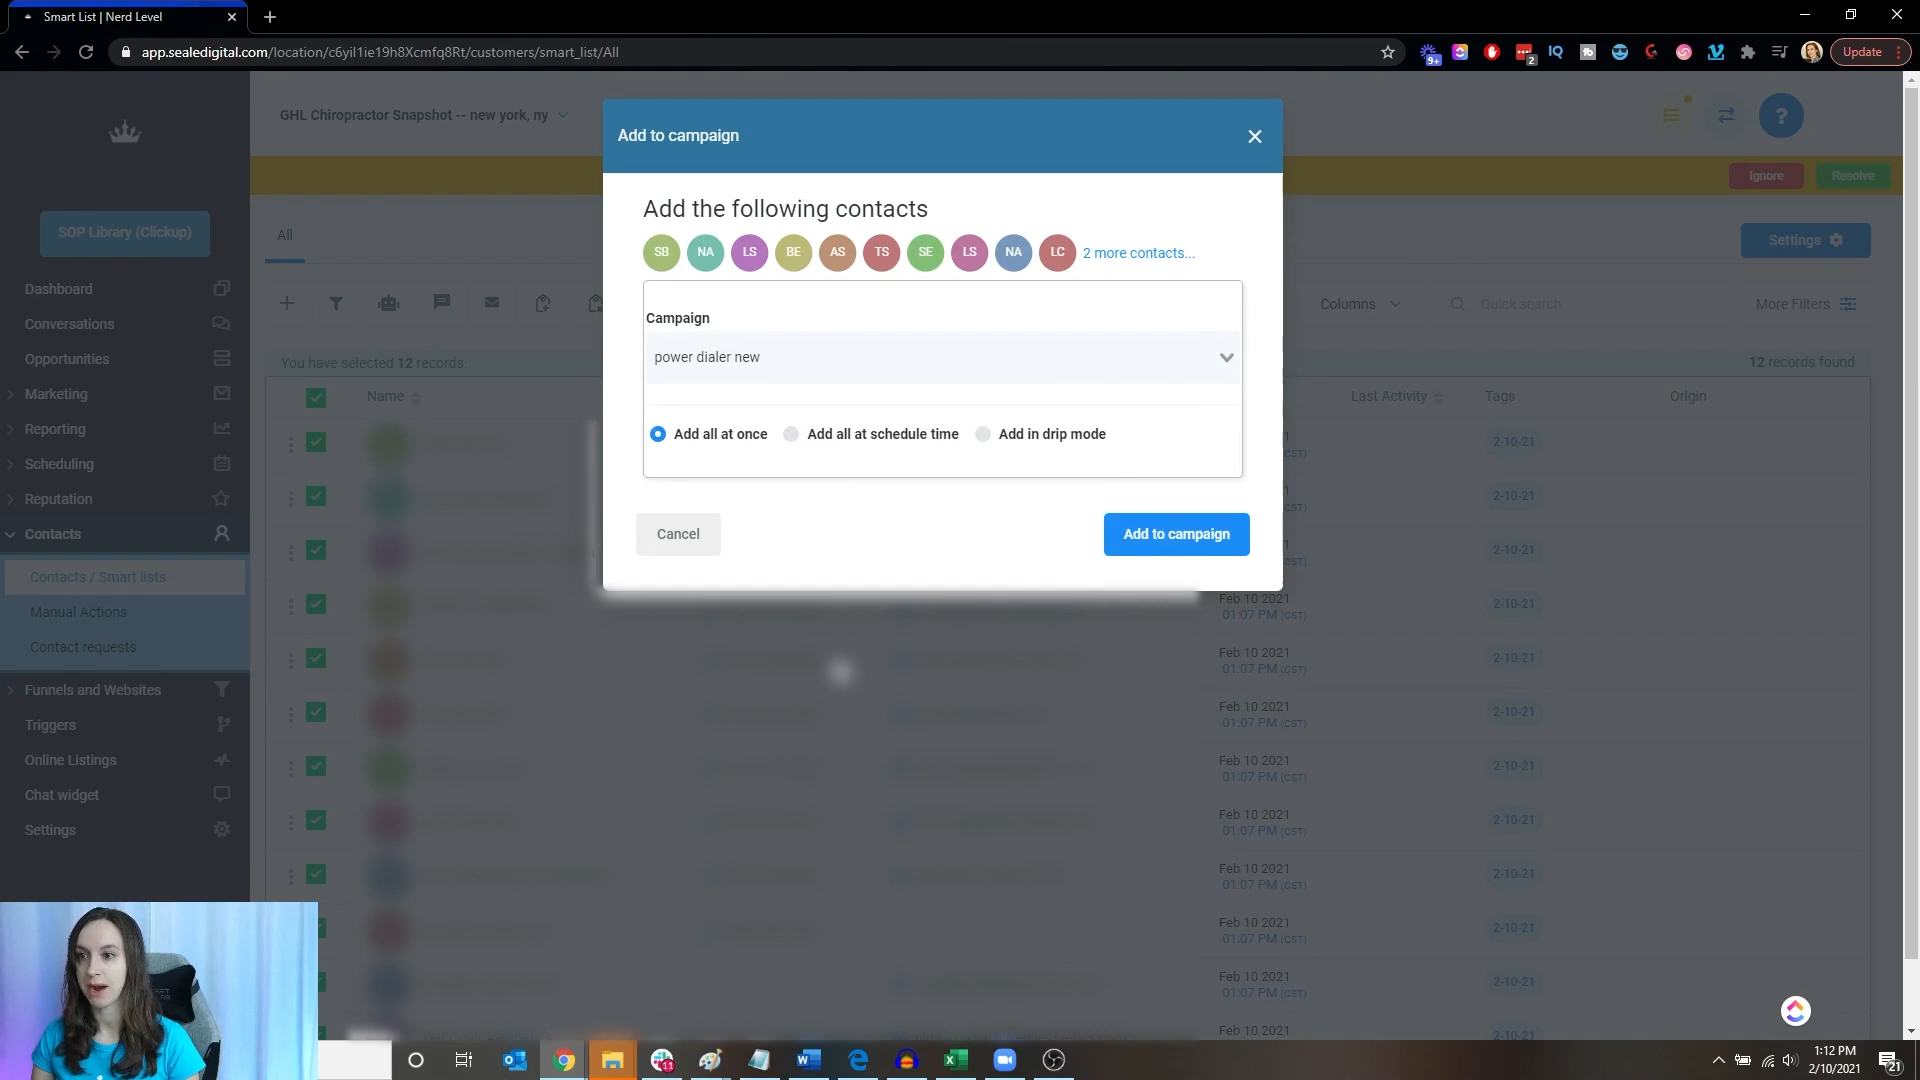 Smart List | Nerd Level
app.sealedigital.com/location/c6yil1ie19h8Xcmfq8Rt/customers/smart_list/All
9+
2
IQ
Update
GHL Chiropractor Snapshot -- new york, ny
?
Ignore
Resolve
SOP Library (Clickup)
All
Settings
Dashboard
Conversations
Opportunities
Marketing
Reporting
Scheduling
Reputation
Contacts
Contacts / Smart lists
Manual Actions
Contact requests
Funnels and Websites
Triggers
Online Listings
Chat widget
Settings
Add to campaign
Add the following contacts
SB
NA
LS
BE
AS
TS
SE
LS
NA
LC
2 more contacts...
Campaign
power dialer new
Add all at once
Add all at schedule time
Add in drip mode
Cancel
Add to campaign
Columns
Quick search
More Filters
You have selected 12 records.
12 records found
Name
Last Activity
Tags
Origin
2-10-21
2-10-21
2-10-21
Feb 10 2021
01:07 PM (CST)
2-10-21
Feb 10 2021
01:07 PM (CST)
2-10-21
Feb 10 2021
01:07 PM (CST)
2-10-21
Feb 10 2021
01:07 PM (CST)
2-10-21
Feb 10 2021
01:07 PM (CST)
2-10-21
Feb 10 2021
01:07 PM (CST)
2-10-21
Feb 10 2021
01:07 PM (CST)
2-10-21
Feb 10 2021
01:07 PM (CST)
2-10-21
Feb 10 2021
2-10-21
11
1:12 PM
2/10/2021
21